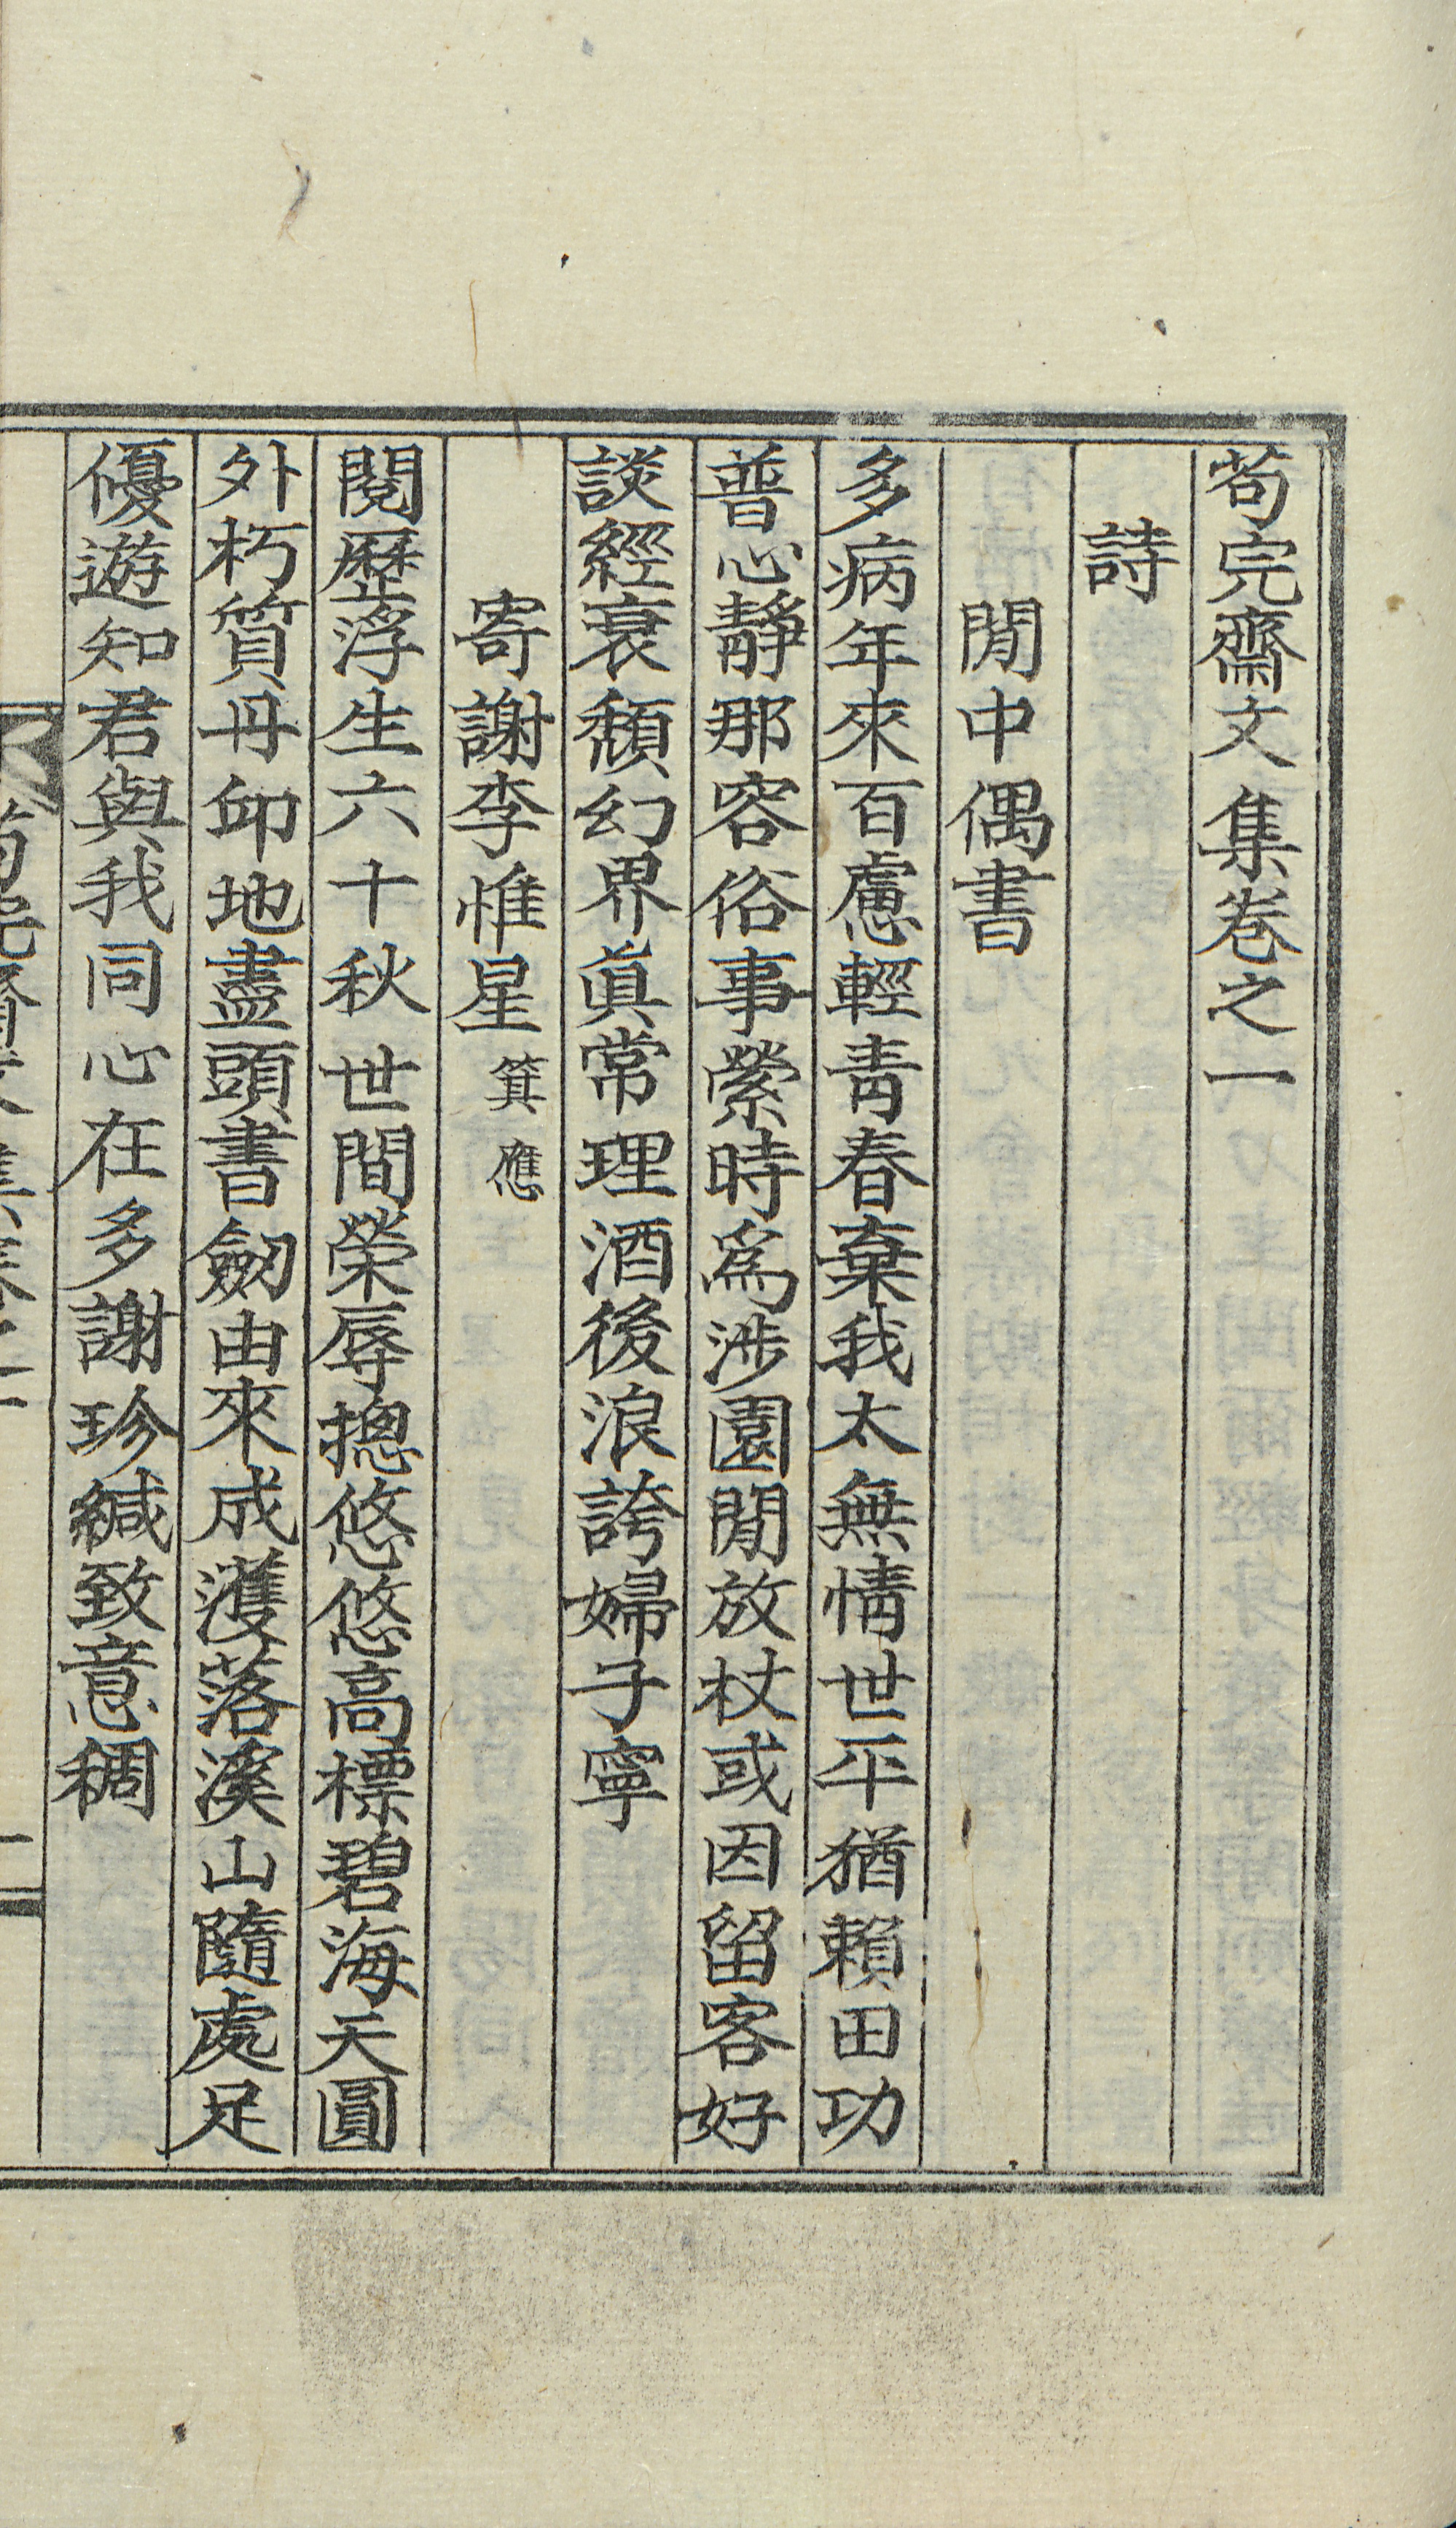 苟完齋文集卷之一
詩
閒中偶書
多病年來百慮輕靑春棄我太無情世平猶賴田功
普心靜那容俗事縈時爲涉園閒放杖或因留客好
談經衰頹幻界眞常理酒後浪誇婦子寧
寄謝李惟星箕應
閱歷浮生六十秋世間榮辱摠悠悠高標碧海天圓
外朽質丹卯地盡頭書劒由來成濩落溪山隨處足
優遊知君與我同心在多謝珍緘致意稠
苟完齋文集卷之一
一